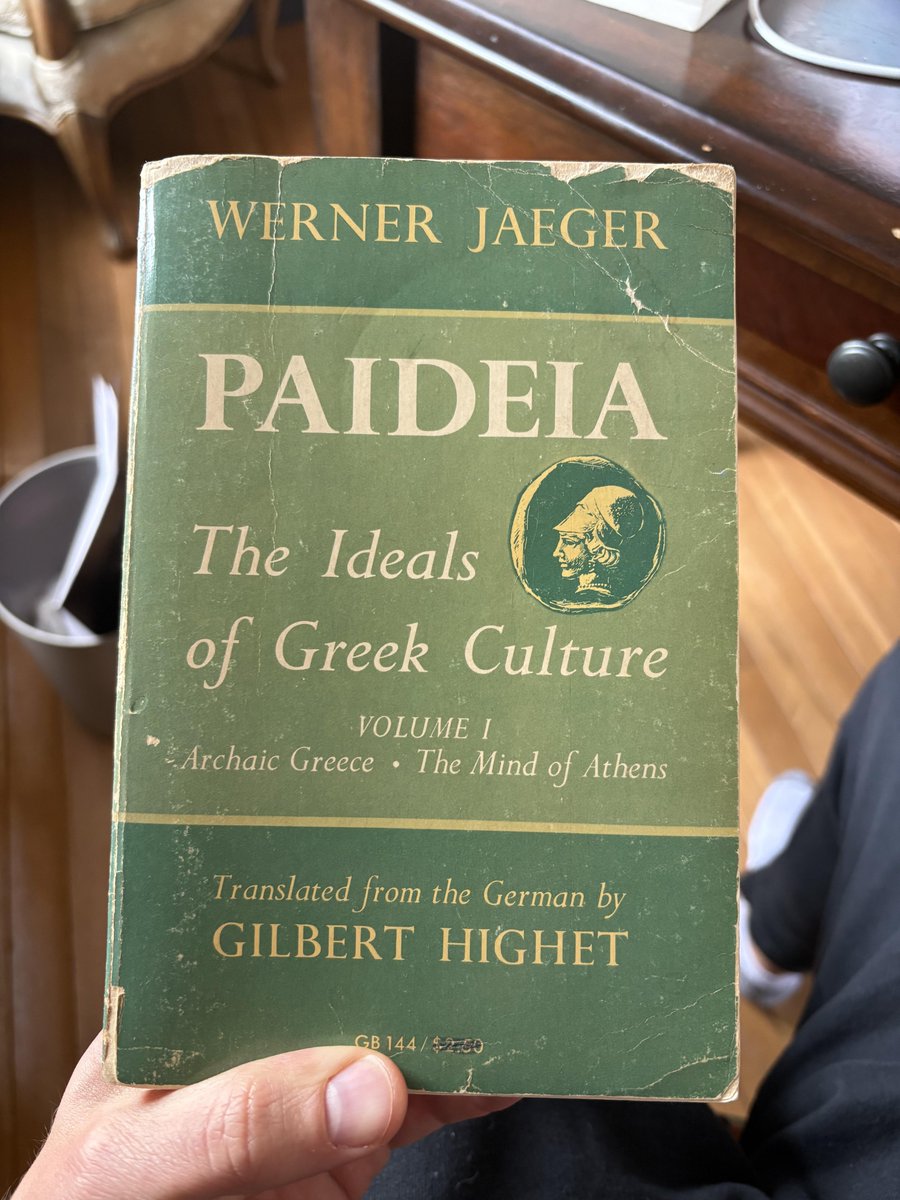 WERNER JAEGER
PAIDEIA
The Ideals
of Greek Culture
VOLUME I
Archaic Greece • The Mind of Athens
Translated from the German by
GILBERT HIGHET
GB 144 / $2.50